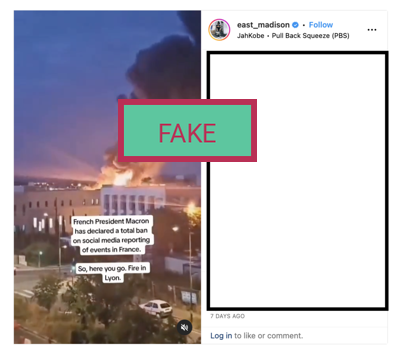 east_madison • Follow
JahKobe • Pull Back Squeeze (PBS)
FAKE
French President Macron
has declared a total ban
on social media reporting
of events in France.
So, here you go. Fire in
Lyon.
7 DAYS AGO
Log in to like or comment.